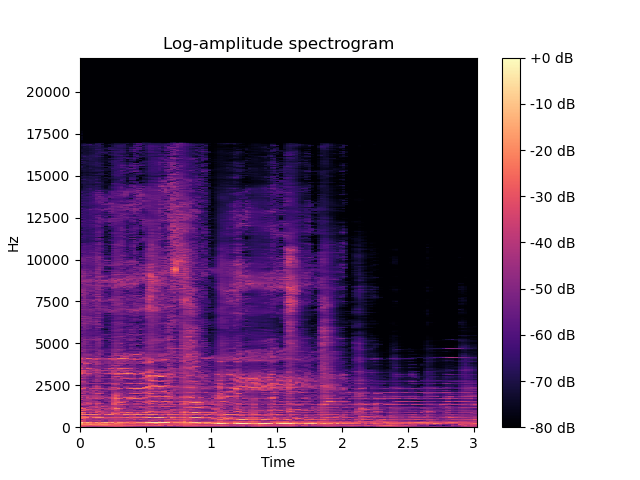 Log-amplitude spectrogram
+0 dB
20000
-10 dB
17500
-20 dB
15000
-30 dB
12500
Hz
-40 dB
10000
-50 dB
7500
-60 dB
5000
-70 dB
2500
0
-80 dB
0
0.5
1
1.5
2
2.5
3
Time